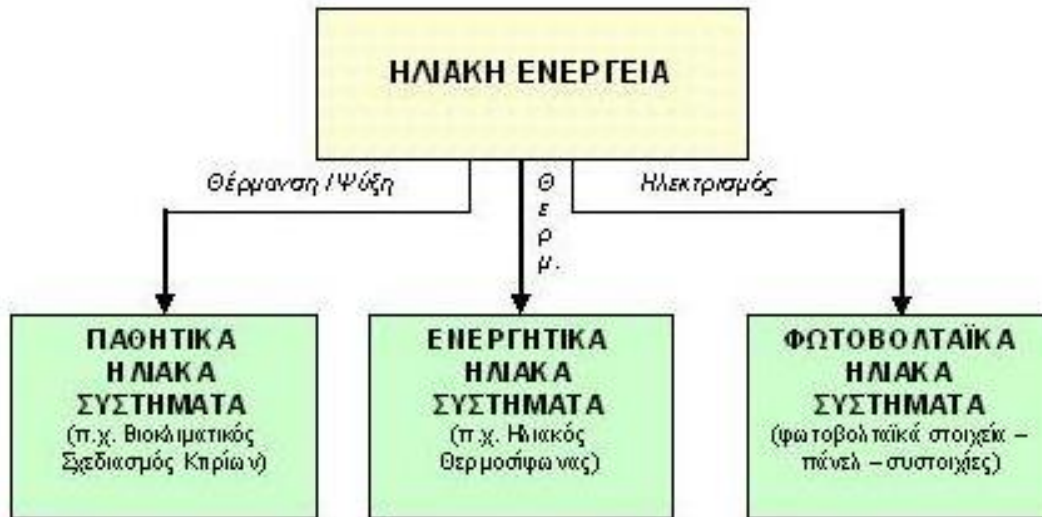 ΗΛΙΑΚΗ ΕΝΕΡΓΕΙΑ
Θέρμανση / Ψύξη
Θερμ.
Ηλεκτρισμός
ΠΑΘΗΤΙΚΑ
ΗΛΙΑΚΑ
ΣΥΣΤΗΜΑΤΑ
(π.χ. Βιοκλιματικός
Σχεδιασμός Κτιρίων)
ΕΝΕΡΓΗΤΙΚΑ
ΗΛΙΑΚΑ
ΣΥΣΤΗΜΑΤΑ
(π.χ. Ηλιακός
Θερμοσίφωνας)
ΦΩΤΟΒΟΛΤΑΪΚΑ
ΗΛΙΑΚΑ
ΣΥΣΤΗΜΑΤΑ
(φωτοβολταϊκά στοιχεία –
πάνελ – συστοιχίες)